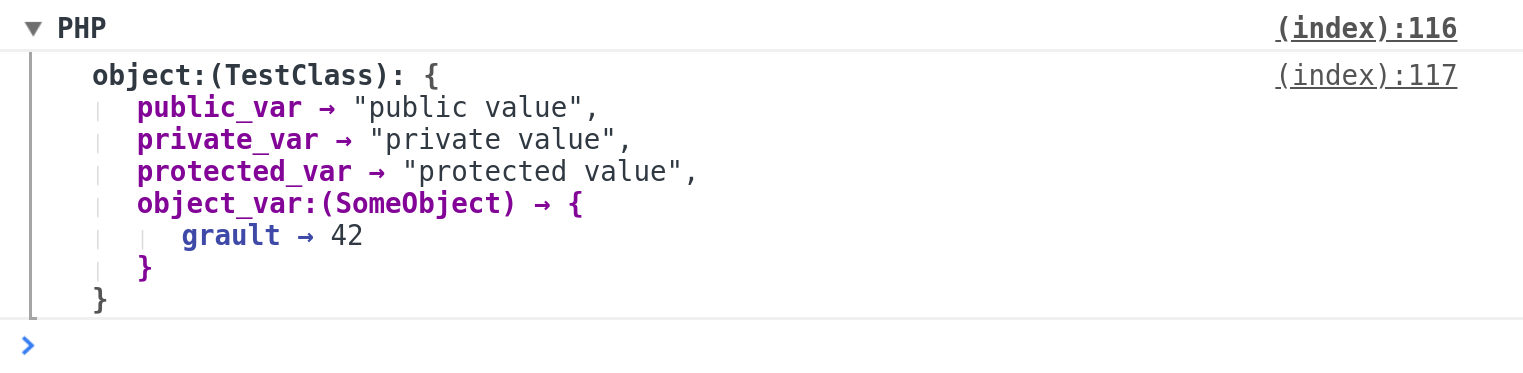 ▼ PHP (index):116
object:(TestClass): { (index):117
public_var → "public value",
private_var → "private value",
protected_var → "protected value",
object_var:(SomeObject) → {
grault → 42
}
}
>